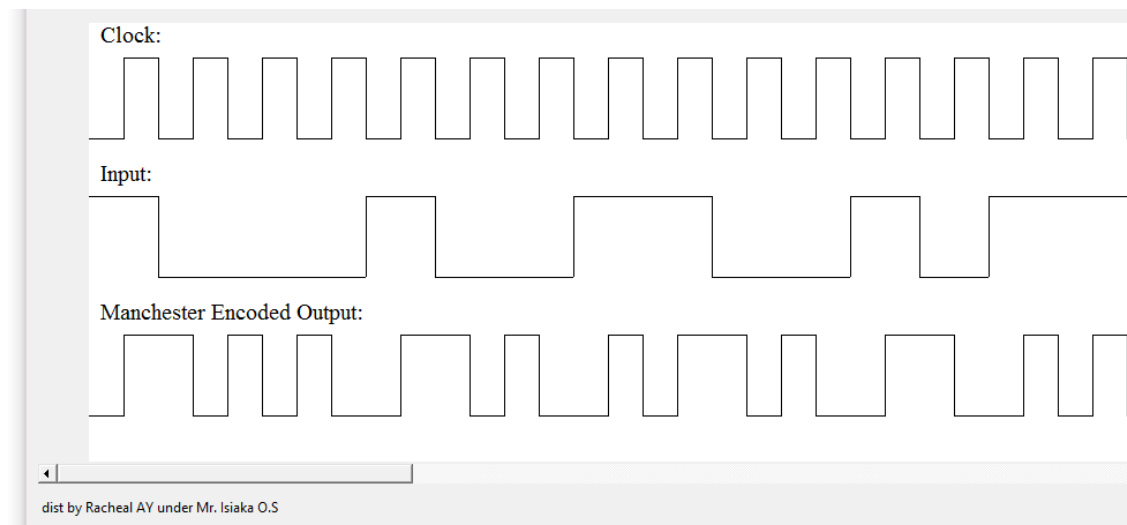 Clock:
Input:
Manchester Encoded Output:
dist by Racheal AY under Mr. Isiaka O.S